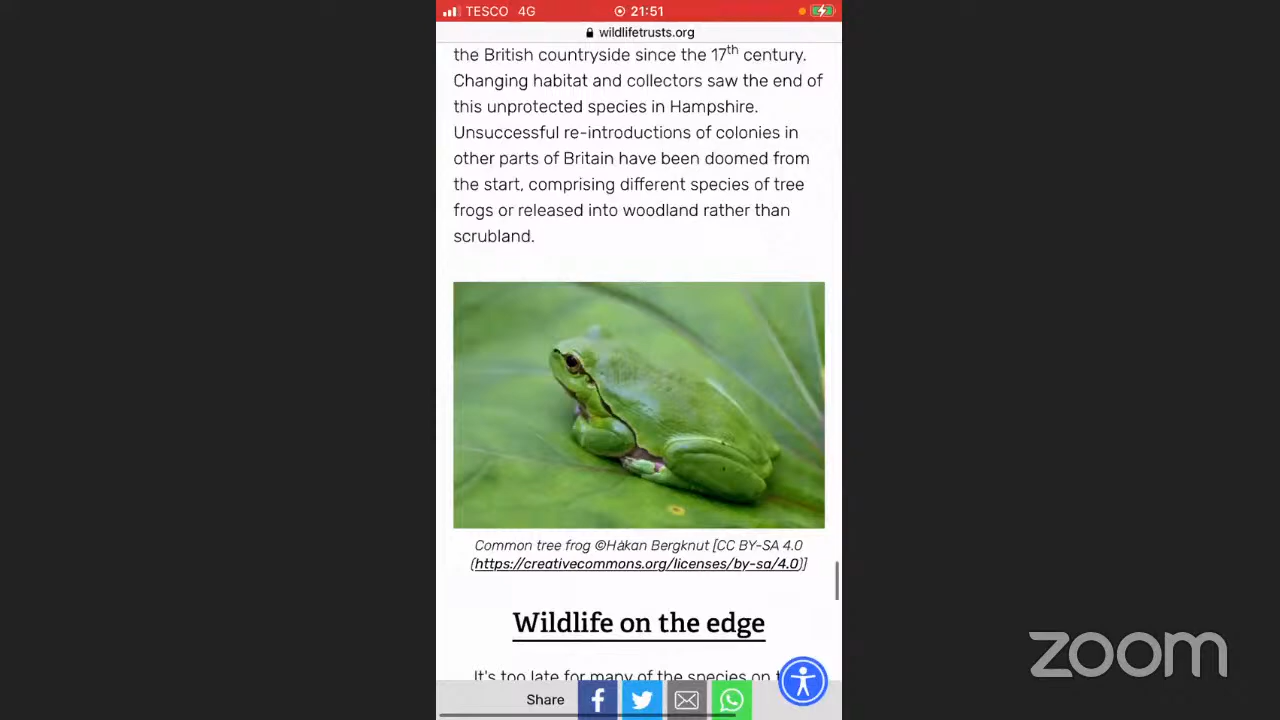 TESCO 4G 21:51
wildlifetrusts.org
the British countryside since the 17th century.
Changing habitat and collectors saw the end of
this unprotected species in Hampshire.
Unsuccessful re-introductions of colonies in
other parts of Britain have been doomed from
the start, comprising different species of tree
frogs or released into woodland rather than
scrubland.
Common tree frog ©Håkan Bergknut [CC BY-SA 4.0
(https://creativecommons.org/licenses/by-sa/4.0)]
Wildlife on the edge
It's too late for many of the species on
Share
zoom